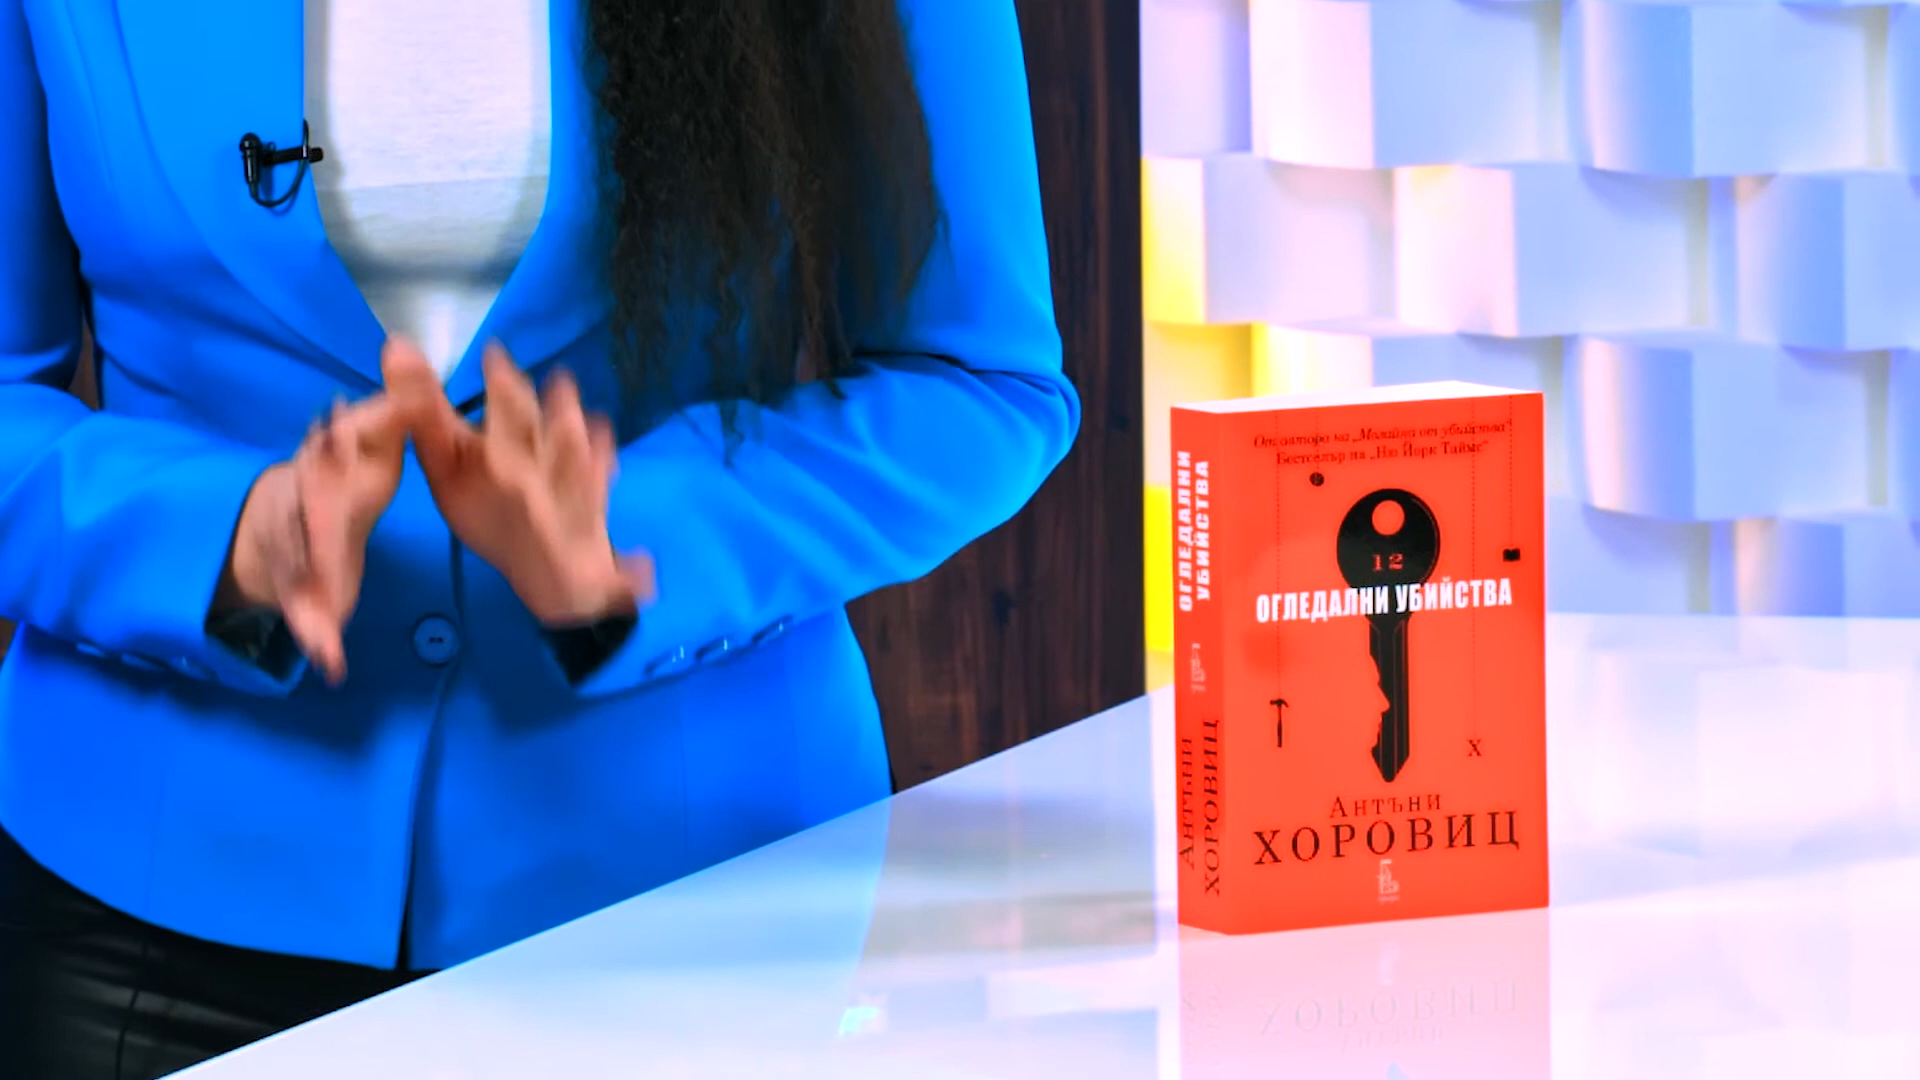 От автора на „Мозайка от убийства“
Бестселър на „Ню Йорк Таймс“
12
ОГЛЕДАЛНИ УБИЙСТВА
X
АНТЪНИ
ХОРОВИЦ
ОГЛЕДАЛНИ
УБИЙСТВА
АНТЪНИ
ХОРОВИЦ